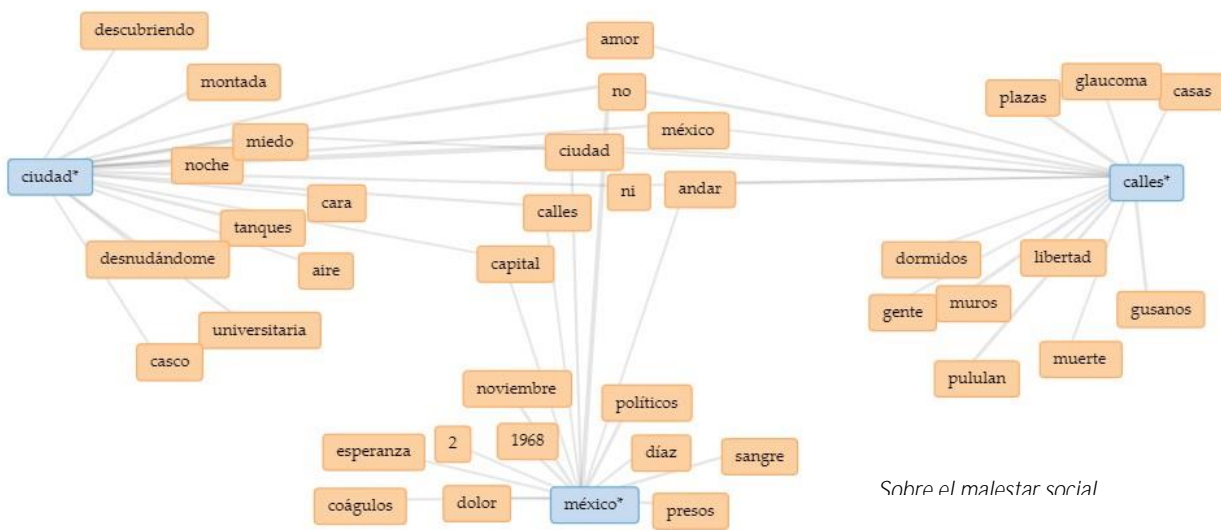 descubriendo
amor
montada
glaucoma
no
plazas
casas
méxico
miedo
ciudad
noche
ciudad*
ni
andar
calles*
cara
calles
tanques
desnudándome
capital
dormidos
libertad
aire
gente
muros
gusanos
universitaria
casco
muerte
pululan
noviembre
políticos
esperanza
2
1968
díaz
sangre
coágulos
dolor
méxico*
presos
Sobre el malestar social